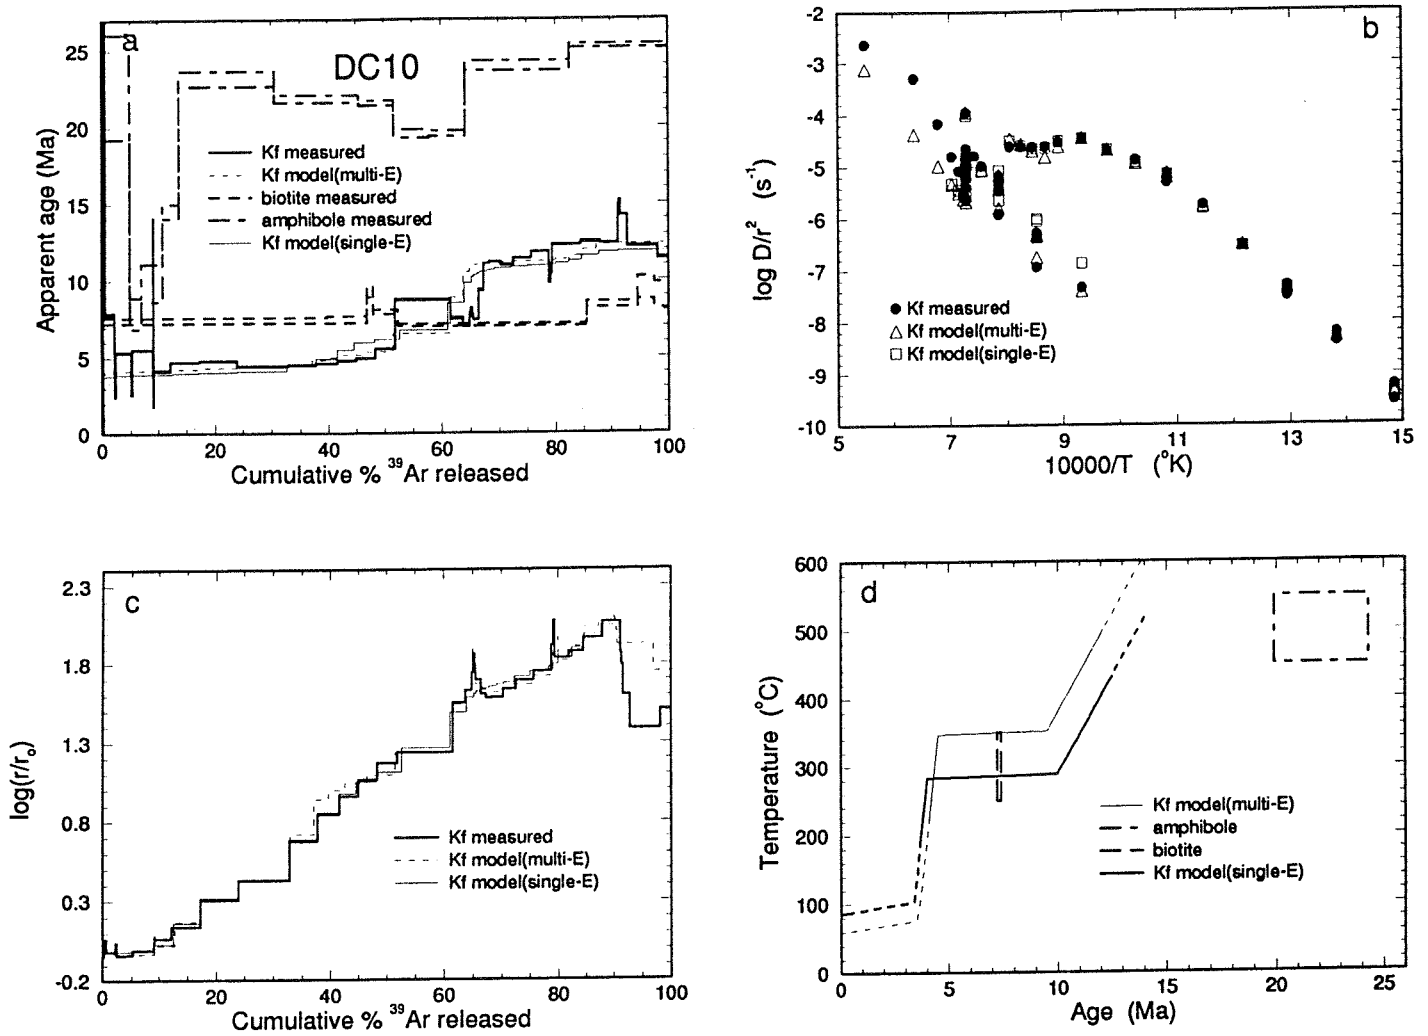 a
DC10
Apparent age (Ma)
25
20
15
10
5
0
Kf measured
Kf model(multi-E)
biotite measured
amphibole measured
Kf model(single-E)
0 20 40 60 80 100
Cumulative % ³⁹Ar released
b
log D/r² (s⁻¹)
-2
-3
-4
-5
-6
-7
-8
-9
-10
Kf measured
Kf model(multi-E)
Kf model(single-E)
5 7 9 11 13 15
10000/T (°K)
c
log(r/rₒ)
2.3
1.8
1.3
0.8
0.3
-0.2
Kf measured
Kf model(multi-E)
Kf model(single-E)
0 20 40 60 80 100
Cumulative % ³⁹Ar released
d
Temperature (°C)
600
500
400
300
200
100
0
Kf model(multi-E)
amphibole
biotite
Kf model(single-E)
0 5 10 15 20 25
Age (Ma)